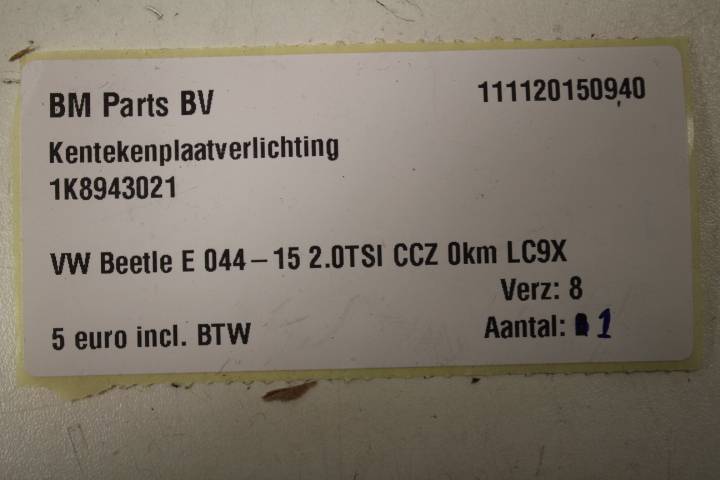 BM Parts BV 111120150940
Kentekenplaatverlichting
1K8943021
VW Beetle E 044-15 2.0TSI CCZ 0km LC9X
Verz: 8
5 euro incl. BTW Aantal: 1